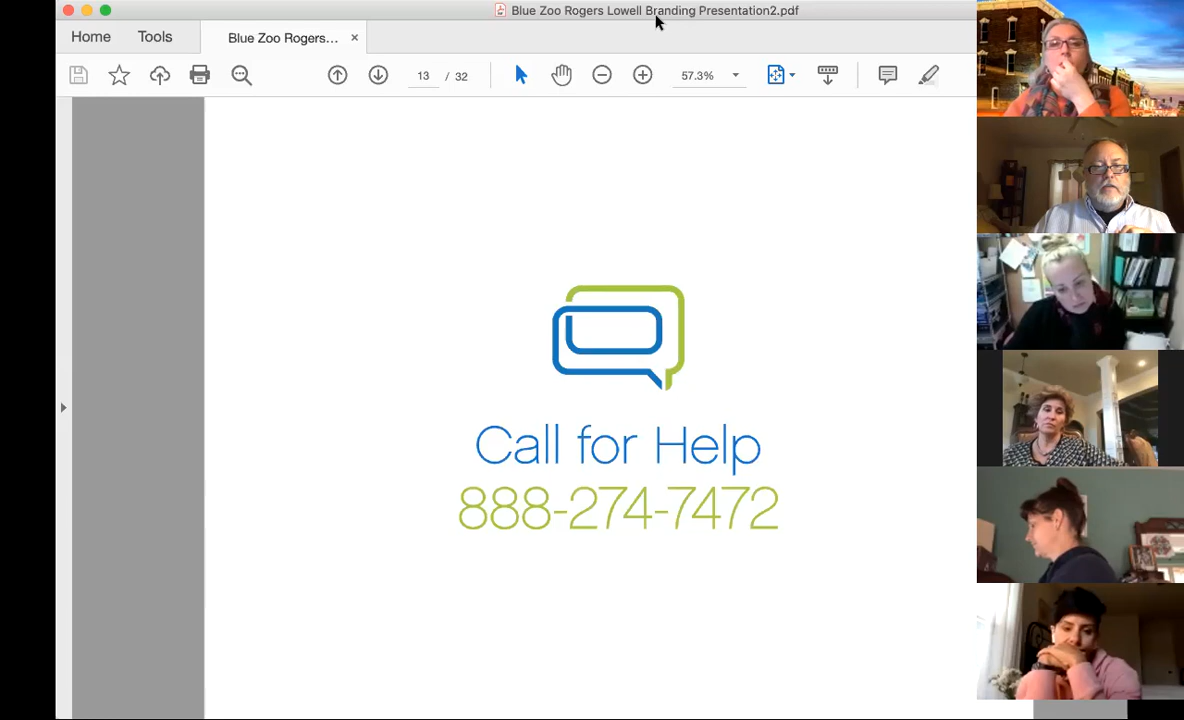 Blue Zoo Rogers Lowell Branding Presentation2.pdf
Home Tools Blue Zoo Rogers... ×
13 / 32 57.3%
Call for Help
888-274-7472